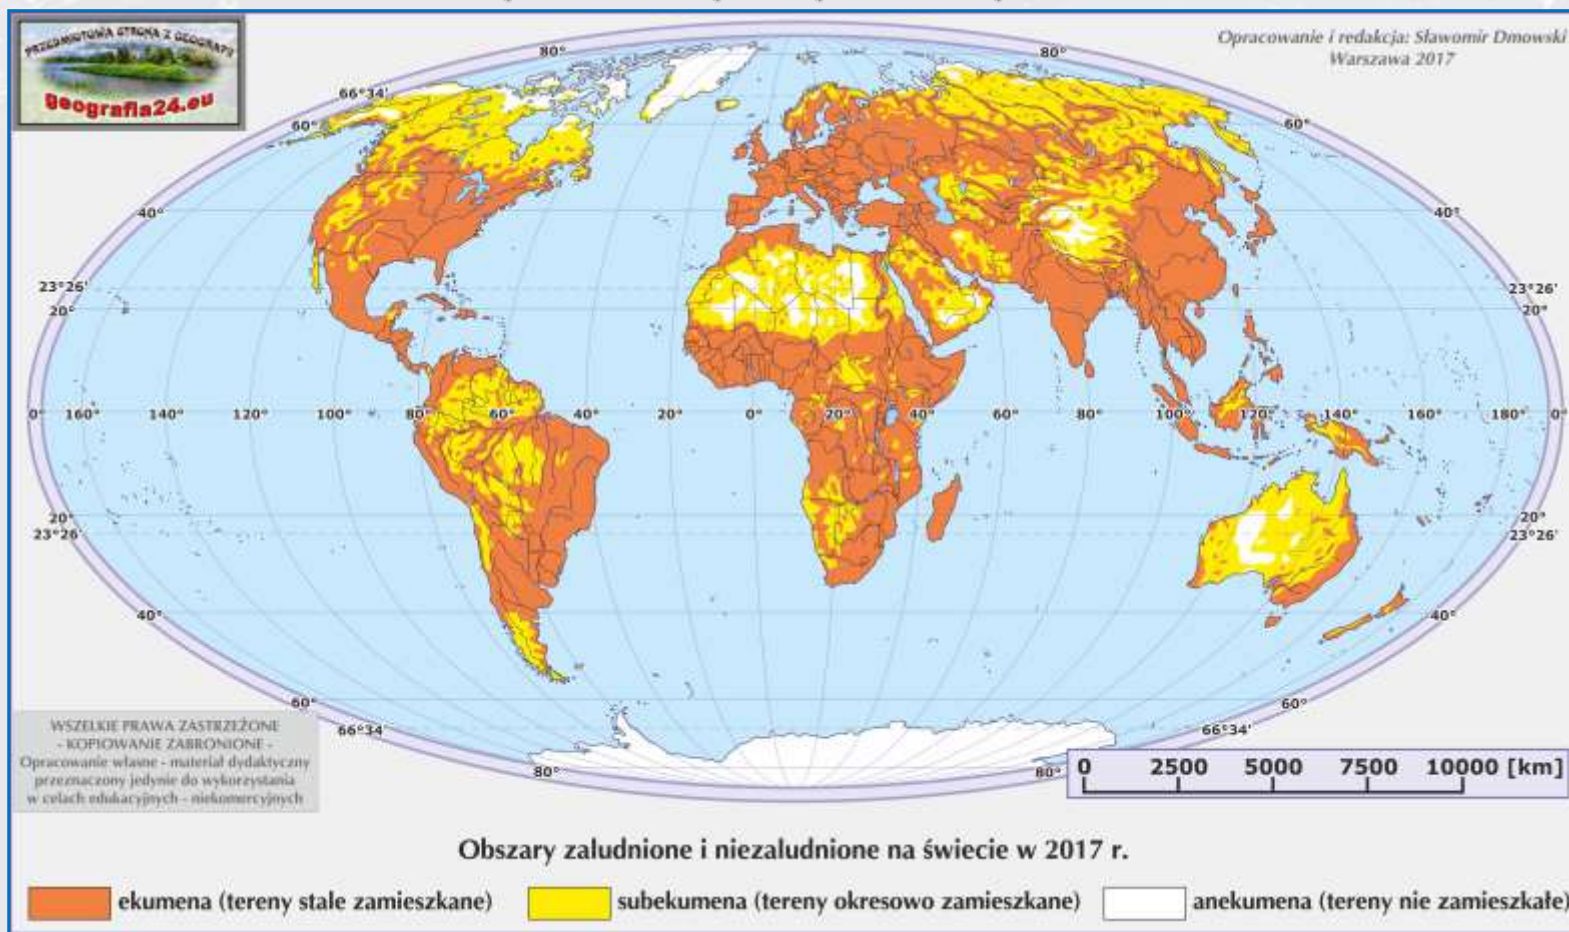 PRZEDMIOTOWA STRONA Z GEOGRAFII
geografia24.eu
Opracowanie i redakcja: Sławomir Dmowski
Warszawa 2017
80° 80°
66°34'
60° 60°
40° 40°
23°26' 23°26'
20° 20°
0° 160° 140° 120° 100° 80° 60° 40° 20° 0° 20° 40° 60° 80° 100° 120° 140° 160° 180° 0°
20° 20°
23°26' 23°26'
40° 40°
60° 60°
66°34' 66°34'
80° 80°
WSZELKIE PRAWA ZASTRZEŻONE
- KOPIOWANIE ZABRONIONE -
Opracowanie własne - materiał dydaktyczny
przeznaczony jedynie do wykorzystania
w celach edukacyjnych - niekomercyjnych
0 2500 5000 7500 10000 [km]
Obszary zaludnione i niezaludnione na świecie w 2017 r.
ekumena (tereny stale zamieszkane) subekumena (tereny okresowo zamieszkane) anekumena (tereny nie zamieszkałe)